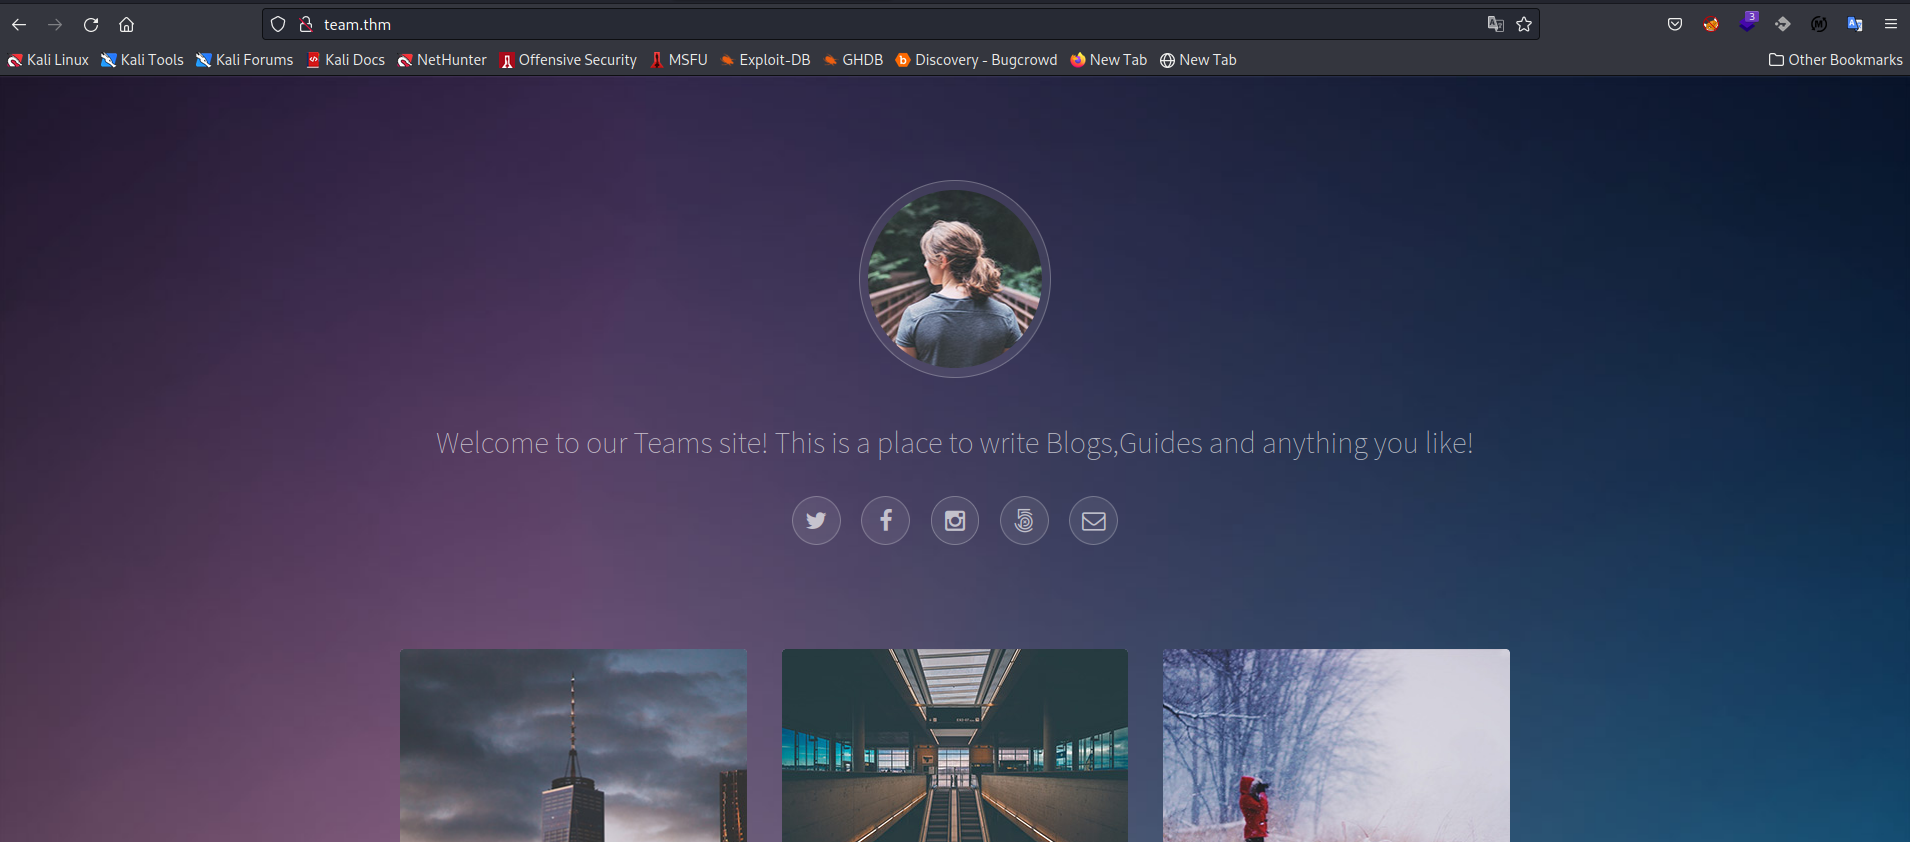 team.thm
3
Kali Linux Kali Tools Kali Forums Kali Docs NetHunter Offensive Security MSFU Exploit-DB GHDB Discovery - Bugcrowd New Tab New Tab Other Bookmarks
Welcome to our Teams site! This is a place to write Blogs,Guides and anything you like!